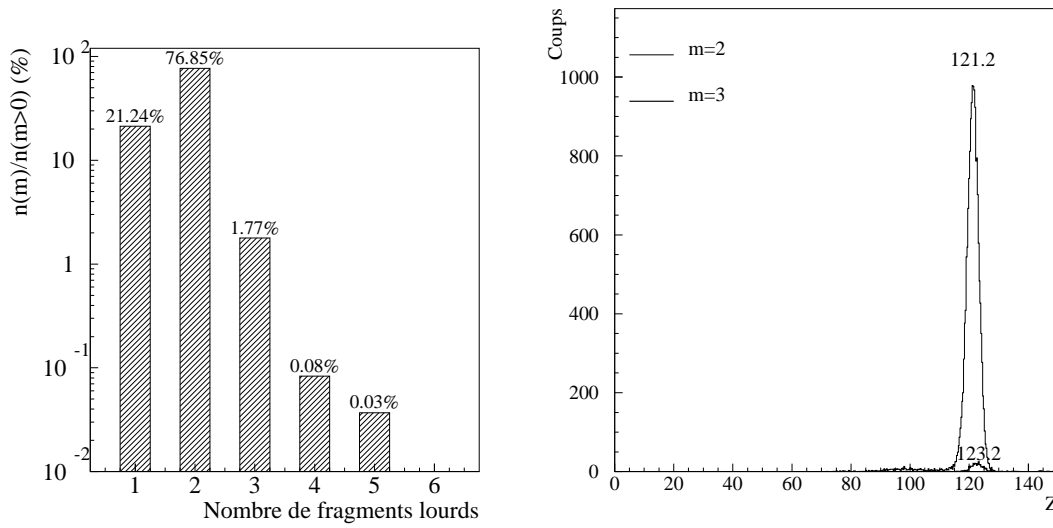 n(m)/n(m>0) (%)
10 2
10
1
10 -1
10 -2
21.24%
76.85%
1.77%
0.08%
0.03%
1 2 3 4 5 6
Nombre de fragments lourds
Coups
1000
800
600
400
200
0
m=2
m=3
121.2
123.2
0 20 40 60 80 100 120 140
Z